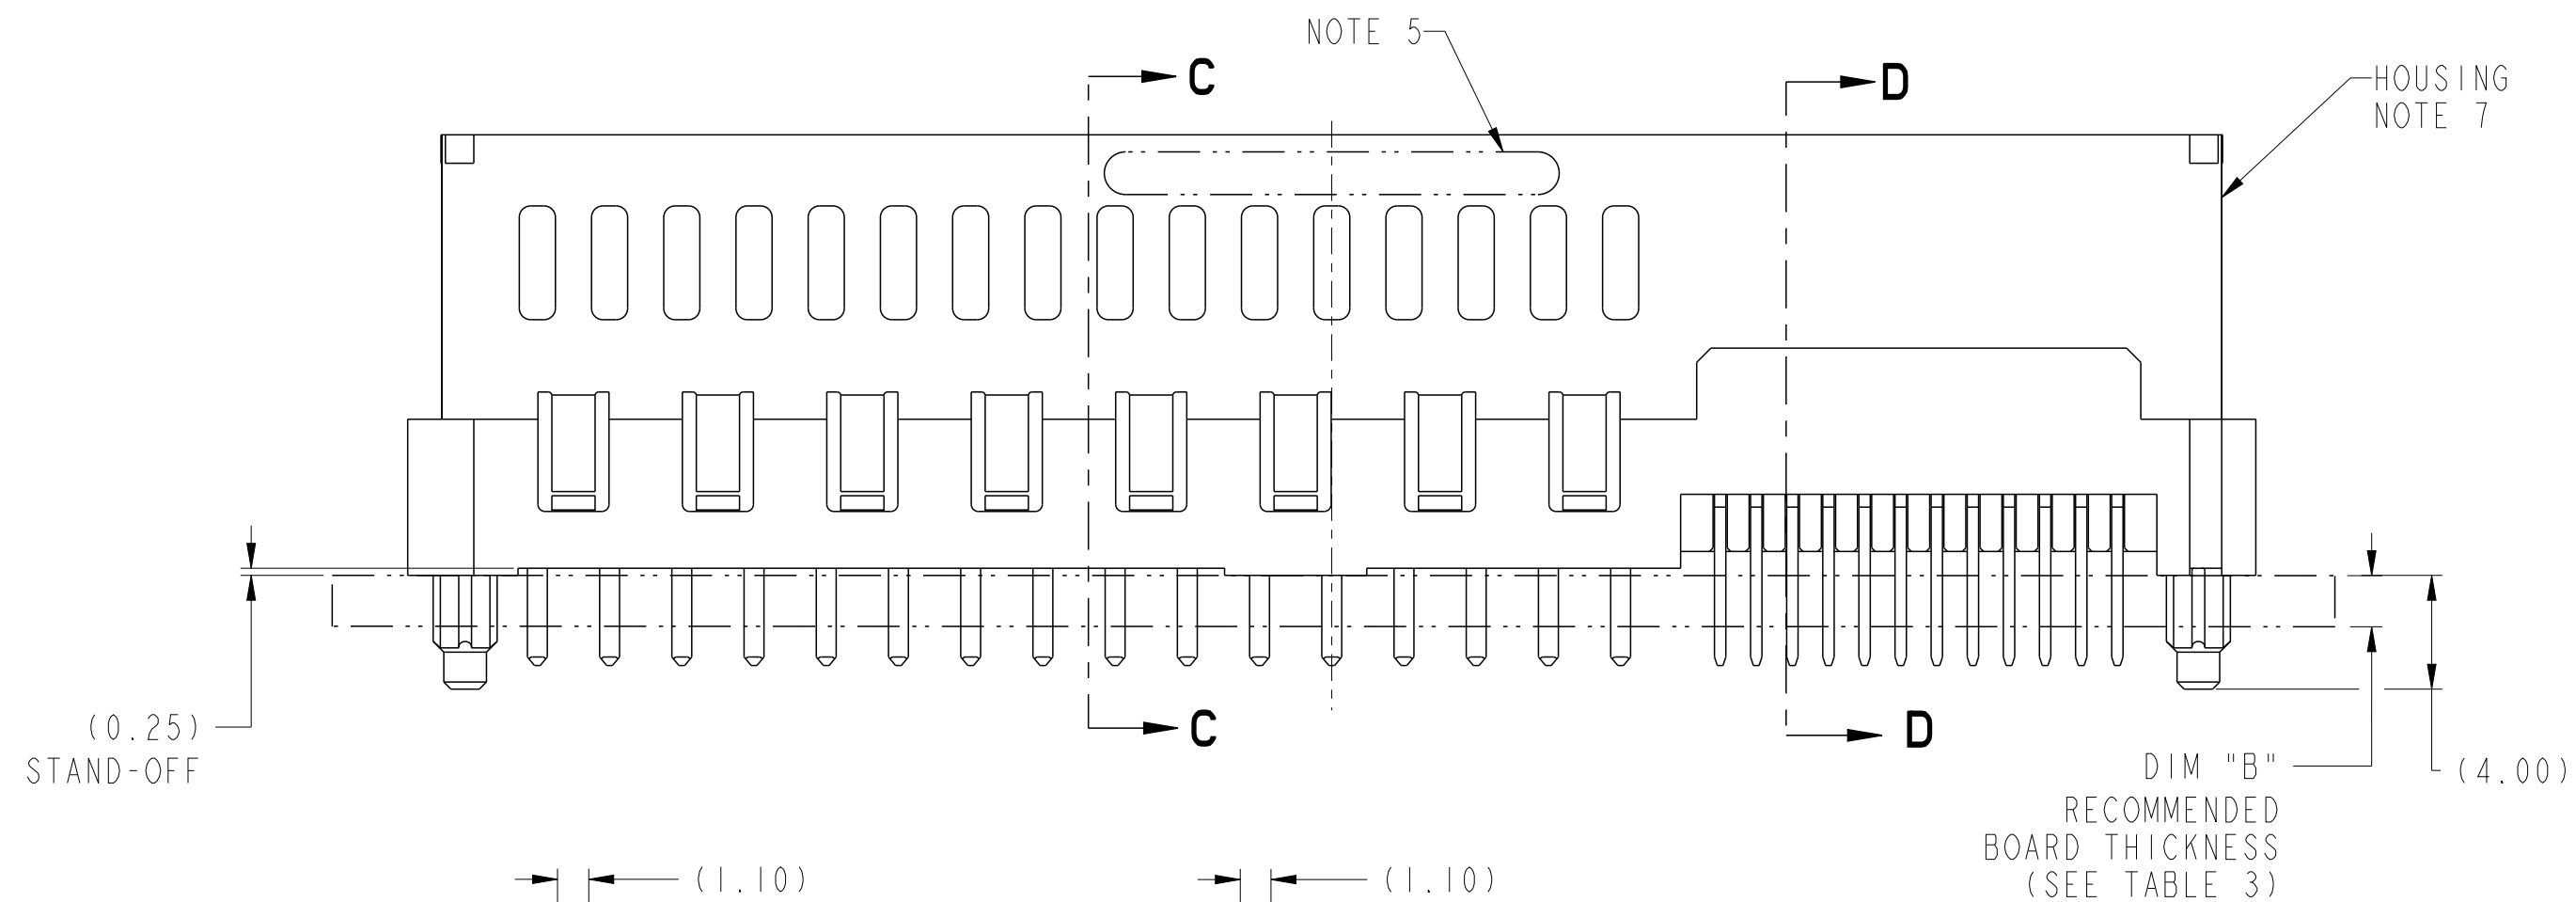 NOTE 5
C
D
HOUSING
NOTE 7
(0.25)
STAND-OFF
C
D
DIM "B"
RECOMMENDED
BOARD THICKNESS
(SEE TABLE 3)
(4.00)
(1.10)
(1.10)